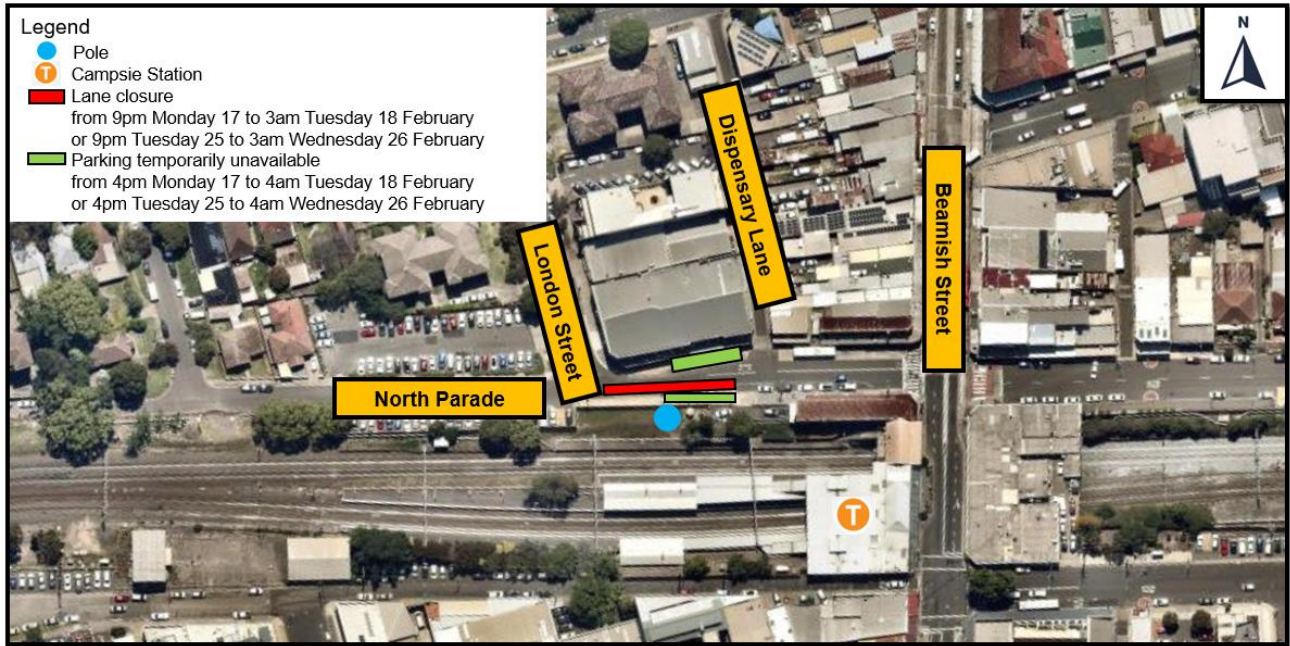 Legend
Pole
T Campsie Station
Lane closure
from 9pm Monday 17 to 3am Tuesday 18 February
or 9pm Tuesday 25 to 3am Wednesday 26 February
Parking temporarily unavailable
from 4pm Monday 17 to 4am Tuesday 18 February
or 4pm Tuesday 25 to 4am Wednesday 26 February
N
Dispensary Lane
Beamish Street
London Street
North Parade
T